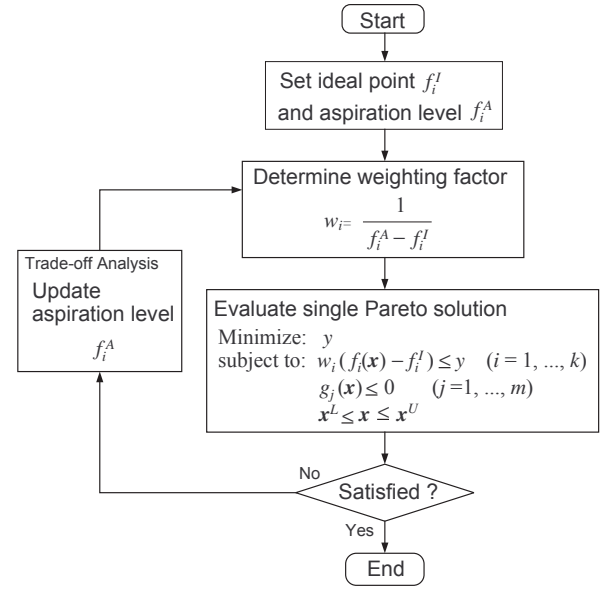 Start
Set ideal point f_i^I
and aspiration level f_i^A
Determine weighting factor
w_i= 1 / (f_i^A − f_i^I)
Trade-off Analysis
Update
aspiration level
f_i^A
Evaluate single Pareto solution
Minimize: y
subject to: w_i(f_i(x) − f_i^I) ≤ y (i = 1, ..., k)
g_j(x) ≤ 0 (j =1, ..., m)
x^L ≤ x ≤ x^U
No
Satisfied ?
Yes
End